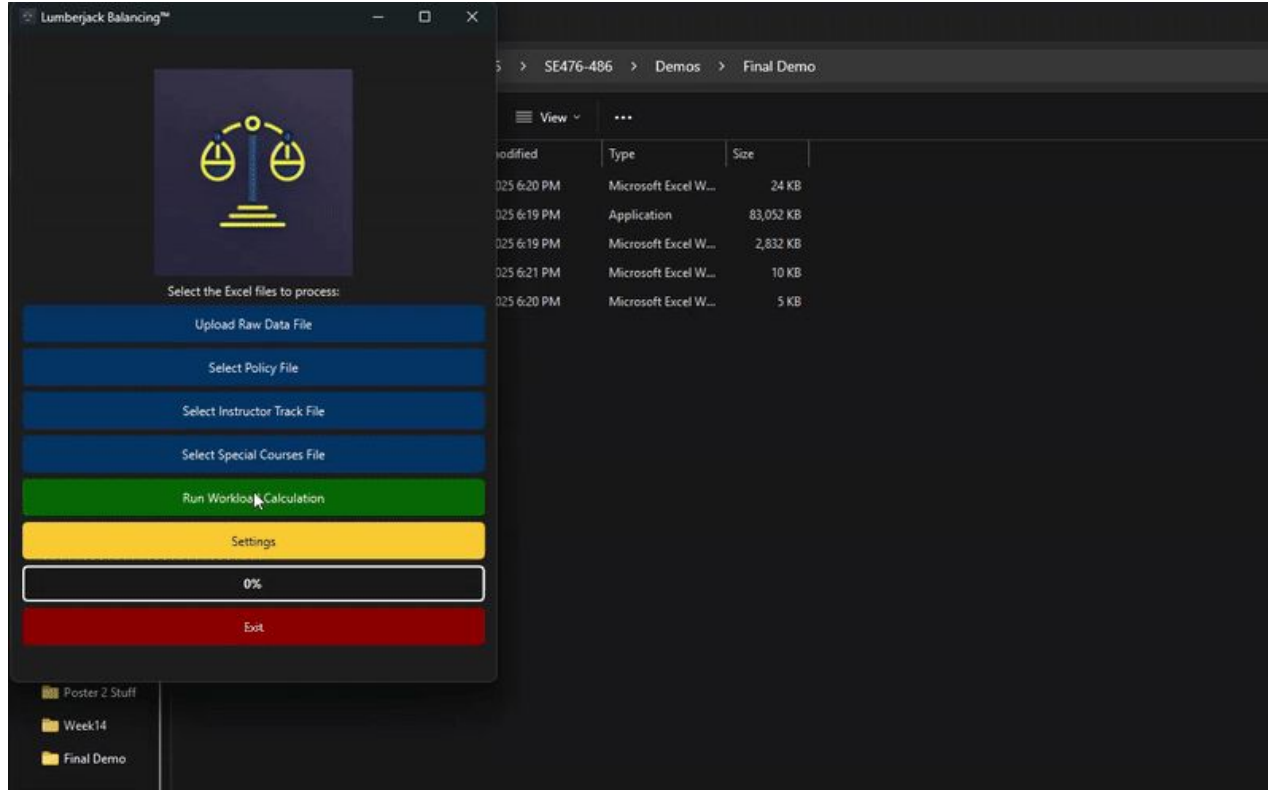 Lumberjack Balancing™
Select the Excel files to process:
Upload Raw Data File
Select Policy File
Select Instructor Track File
Select Special Courses File
Run Workload Calculation
Settings
0%
Exit
> SE476-486 > Demos > Final Demo
View ...
odified Type Size
025 6:20 PM Microsoft Excel W... 24 KB
025 6:19 PM Application 83,052 KB
025 6:19 PM Microsoft Excel W... 2,832 KB
025 6:21 PM Microsoft Excel W... 10 KB
025 6:20 PM Microsoft Excel W... 5 KB
Poster 2 Stuff
Week14
Final Demo